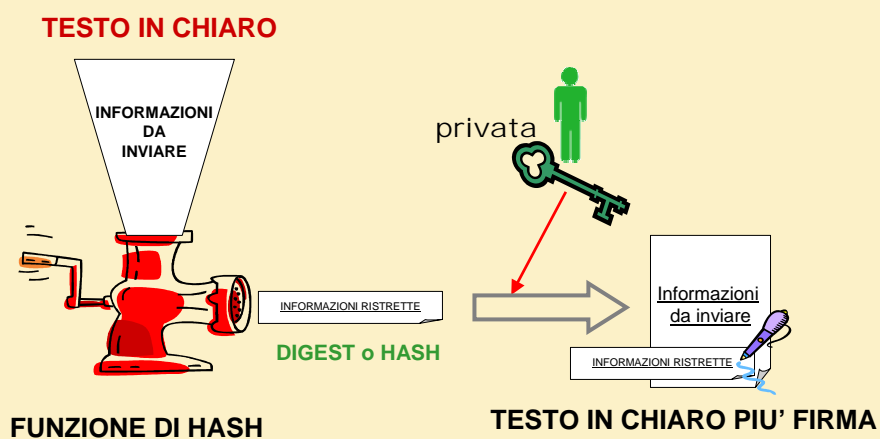 TESTO IN CHIARO
INFORMAZIONI
DA
INVIARE
privata
INFORMAZIONI RISTRETTE
DIGEST o HASH
Informazioni
da inviare
INFORMAZIONI RISTRETTE
FUNZIONE DI HASH
TESTO IN CHIARO PIU' FIRMA